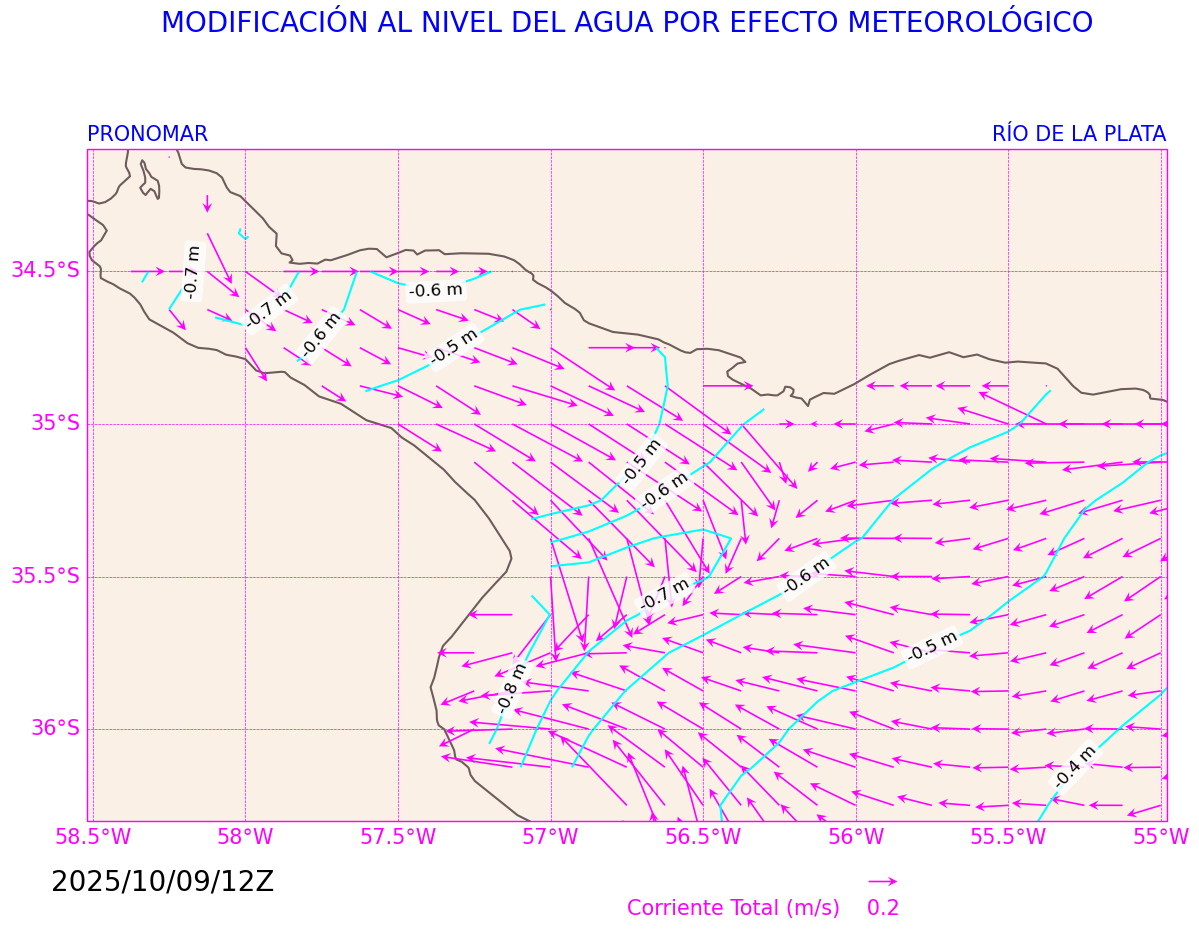 MODIFICACIÓN AL NIVEL DEL AGUA POR EFECTO METEOROLÓGICO
PRONOMAR RÍO DE LA PLATA
34.5°S
35°S
35.5°S
36°S
-0.7 m
-0.7 m
-0.6 m
-0.6 m
-0.5 m
-0.5 m
-0.6 m
-0.7 m
-0.6 m
-0.5 m
-0.8 m
-0.4 m
58.5°W 58°W 57.5°W 57°W 56.5°W 56°W 55.5°W 55°W
2025/10/09/12Z
Corriente Total (m/s) 0.2